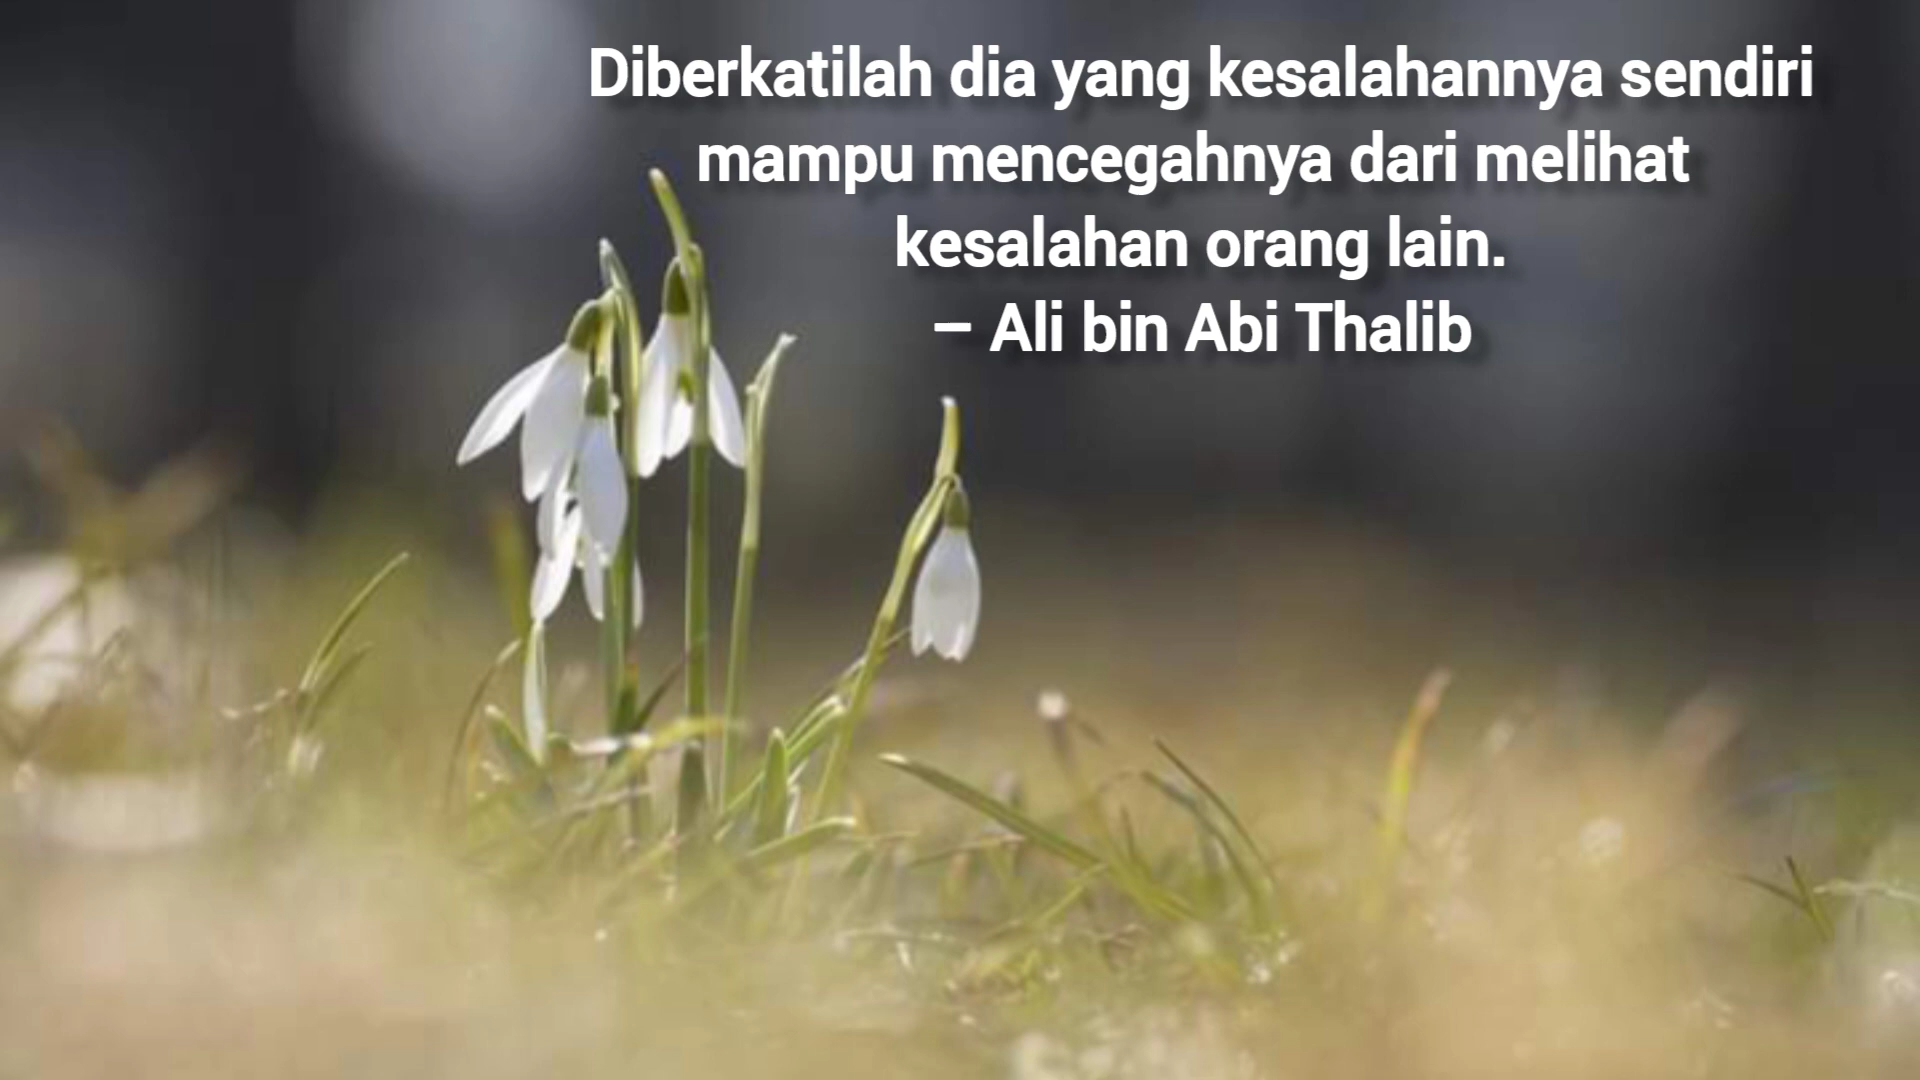 Diberkatilah dia yang kesalahannya sendiri
mampu mencegahnya dari melihat
kesalahan orang lain.
– Ali bin Abi Thalib